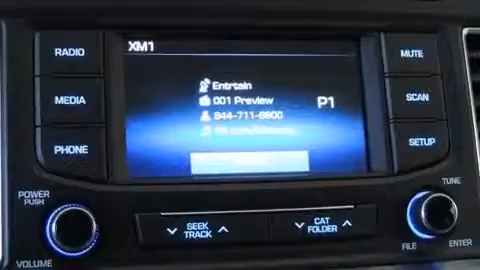 XM1
RADIO
MEDIA
PHONE
Entrtain
001 Preview
844-711-8800
P1
MUTE
SCAN
SETUP
POWER
PUSH
VOLUME
SEEK
TRACK
CAT
FOLDER
TUNE
FILE
ENTER